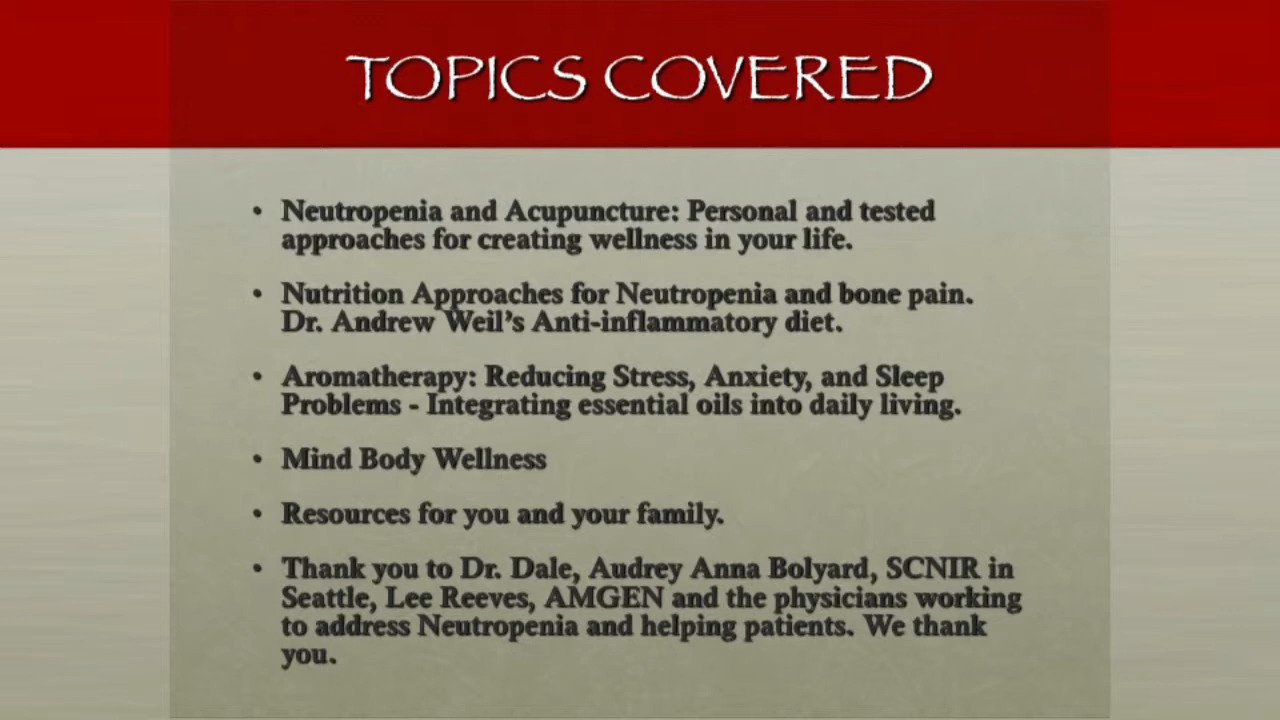 TOPICS COVERED
• Neutropenia and Acupuncture: Personal and tested
approaches for creating wellness in your life.
• Nutrition Approaches for Neutropenia and bone pain.
Dr. Andrew Weil’s Anti-inflammatory diet.
• Aromatherapy: Reducing Stress, Anxiety, and Sleep
Problems - Integrating essential oils into daily living.
• Mind Body Wellness
• Resources for you and your family.
• Thank you to Dr. Dale, Audrey Anna Bolyard, SCNIR in
Seattle, Lee Reeves, AMGEN and the physicians working
to address Neutropenia and helping patients. We thank
you.